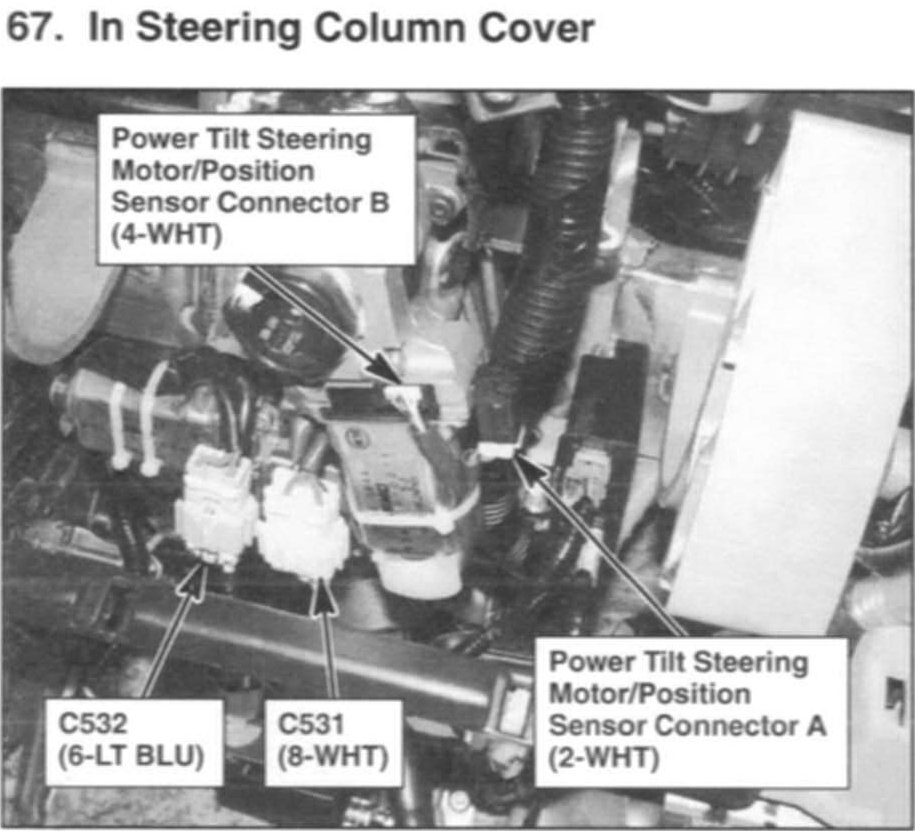 67. In Steering Column Cover
Power Tilt Steering
Motor/Position
Sensor Connector B
(4-WHT)
C532
(6-LT BLU)
C531
(8-WHT)
Power Tilt Steering
Motor/Position
Sensor Connector A
(2-WHT)